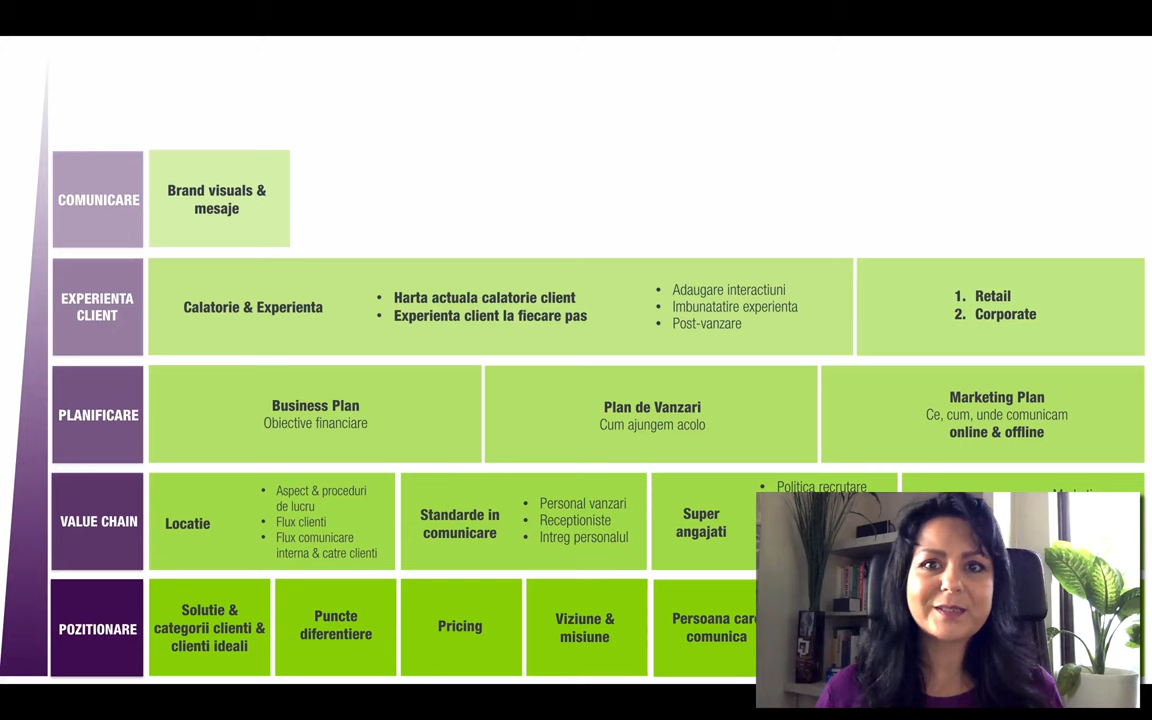 COMUNICARE
Brand visuals &
mesaje
EXPERIENTA
CLIENT
Calatorie & Experienta
• Harta actuala calatorie client
• Experienta client la fiecare pas
• Adaugare interactiuni
• Imbunatatire experienta
• Post-vanzare
1. Retail
2. Corporate
PLANIFICARE
Business Plan
Obiective financiare
Plan de Vanzari
Cum ajungem acolo
Marketing Plan
Ce, cum, unde comunicam
online & offline
VALUE CHAIN
Locatie
• Aspect & proceduri
de lucru
• Flux clienti
• Flux comunicare
interna & catre clienti
Standarde in
comunicare
• Personal vanzari
• Receptioniste
• Intreg personalul
Super
angajati
• Politica recrutare
POZITIONARE
Solutie &
categorii clienti &
clienti ideali
Puncte
diferentiere
Pricing
Viziune &
misiune
Persoana care
comunica